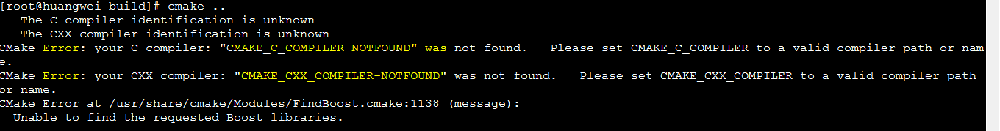 [root@huangwei build]# cmake ..
-- The C compiler identification is unknown
-- The CXX compiler identification is unknown
CMake Error: your C compiler: "CMAKE_C_COMPILER-NOTFOUND" was not found.   Please set CMAKE_C_COMPILER to a valid compiler path or nam
e.
CMake Error: your CXX compiler: "CMAKE_CXX_COMPILER-NOTFOUND" was not found.   Please set CMAKE_CXX_COMPILER to a valid compiler path
or name.
CMake Error at /usr/share/cmake/Modules/FindBoost.cmake:1138 (message):
  Unable to find the requested Boost libraries.